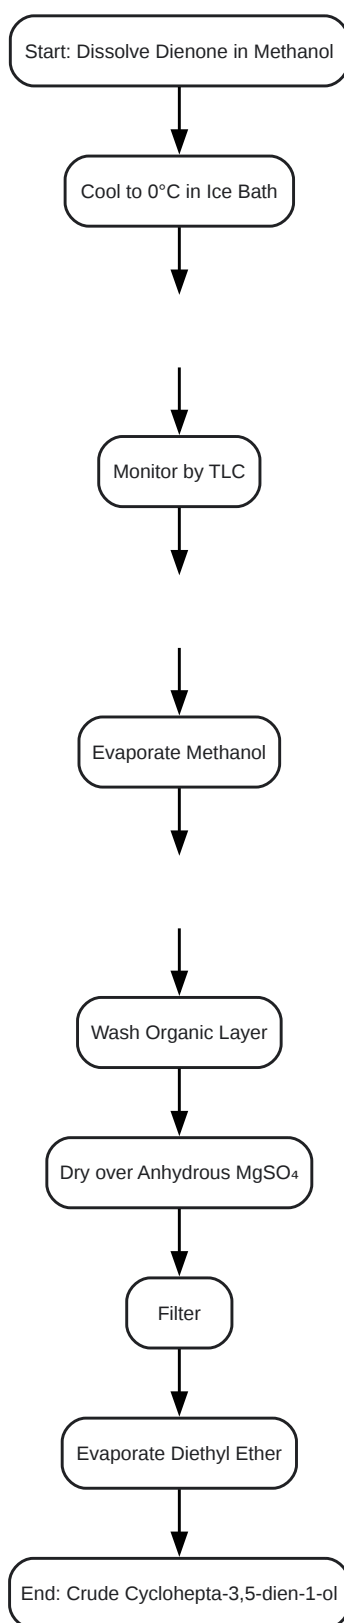 Start: Dissolve Dienone in Methanol
Cool to 0°C in Ice Bath
Monitor by TLC
Evaporate Methanol
Wash Organic Layer
Dry over Anhydrous MgSO₄
Filter
Evaporate Diethyl Ether
End: Crude Cyclohepta-3,5-dien-1-ol